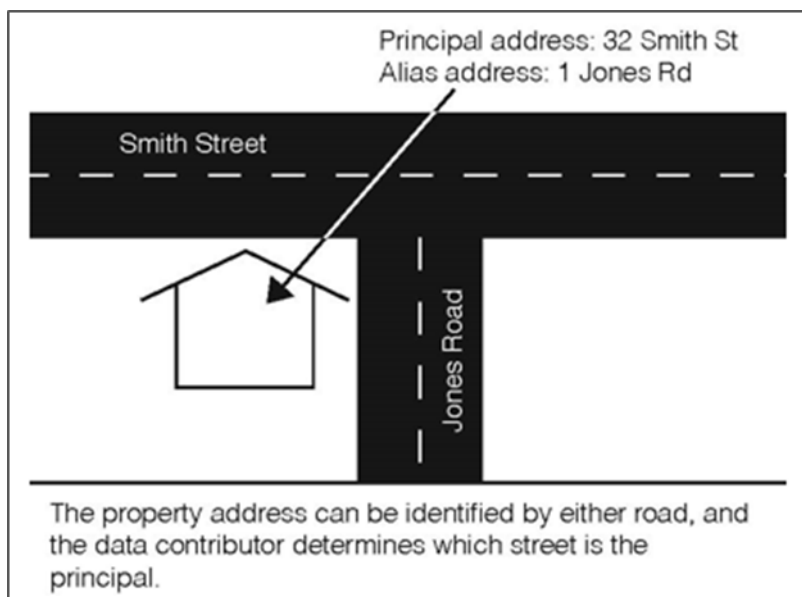 Principal address: 32 Smith St
Alias address: 1 Jones Rd
Smith Street
Jones Road
The property address can be identified by either road, and
the data contributor determines which street is the
principal.